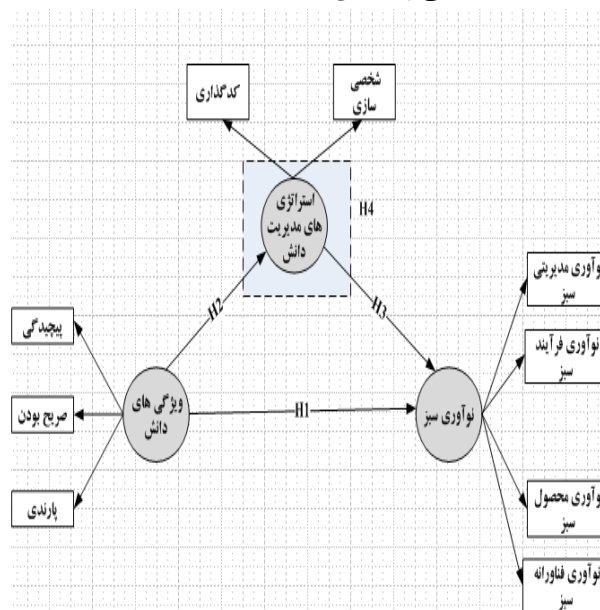 کدگذاری
شخصی
سازی
استراتژی
های مدیریت
دانش
H4
H2
H3
پیچیدگی
صریح بودن
پارندی
ویژگی های
دانش
H1
نوآوری سبز
نوآوری مدیریتی
سبز
نوآوری فرآیند
سبز
نوآوری محصول
سبز
نوآوری فناورانه
سبز